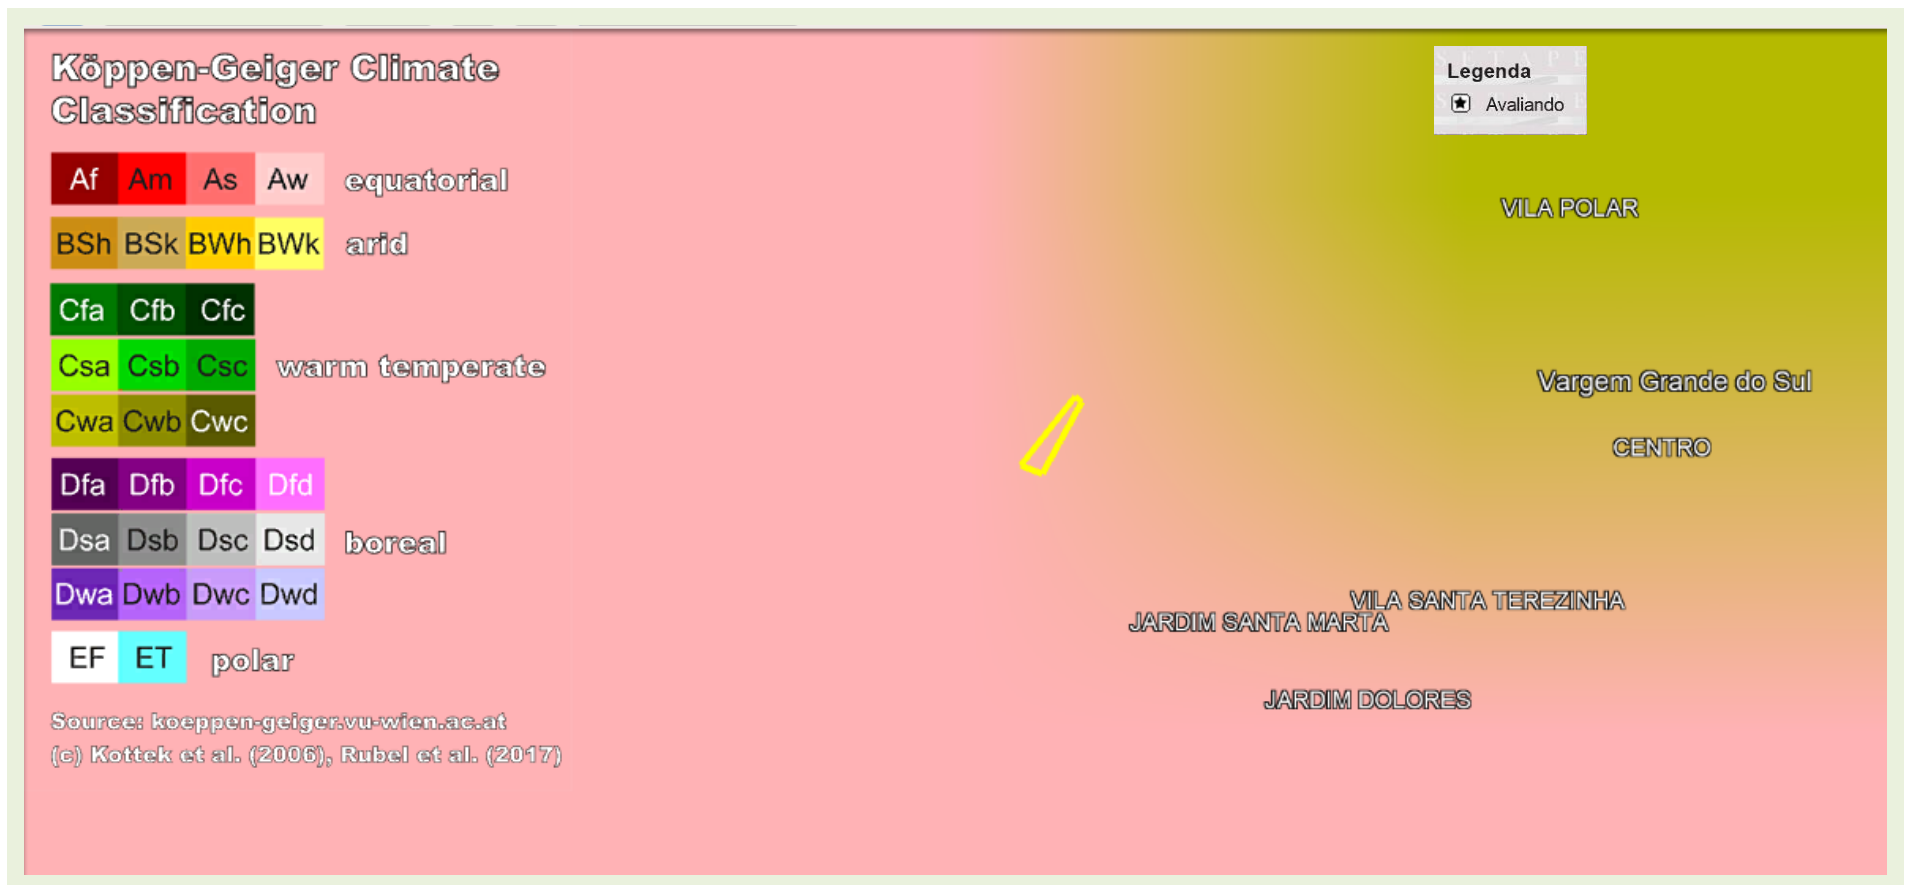 Köppen-Geiger Climate
Classification
Af Am As Aw equatorial
BSh BSk BWh BWk arid
Cfa Cfb Cfc
Csa Csb Csc warm temperate
Cwa Cwb Cwc
Dfa Dfb Dfc Dfd
Dsa Dsb Dsc Dsd boreal
Dwa Dwb Dwc Dwd
EF ET polar
Source: koeppen-geiger.vu-wien.ac.at
(c) Kottek et al. (2006), Rubel et al. (2017)
Legenda
Avaliando
VILA POLAR
Vargem Grande do Sul
CENTRO
VILA SANTA TEREZINHA
JARDIM SANTA MARTA
JARDIM DOLORES